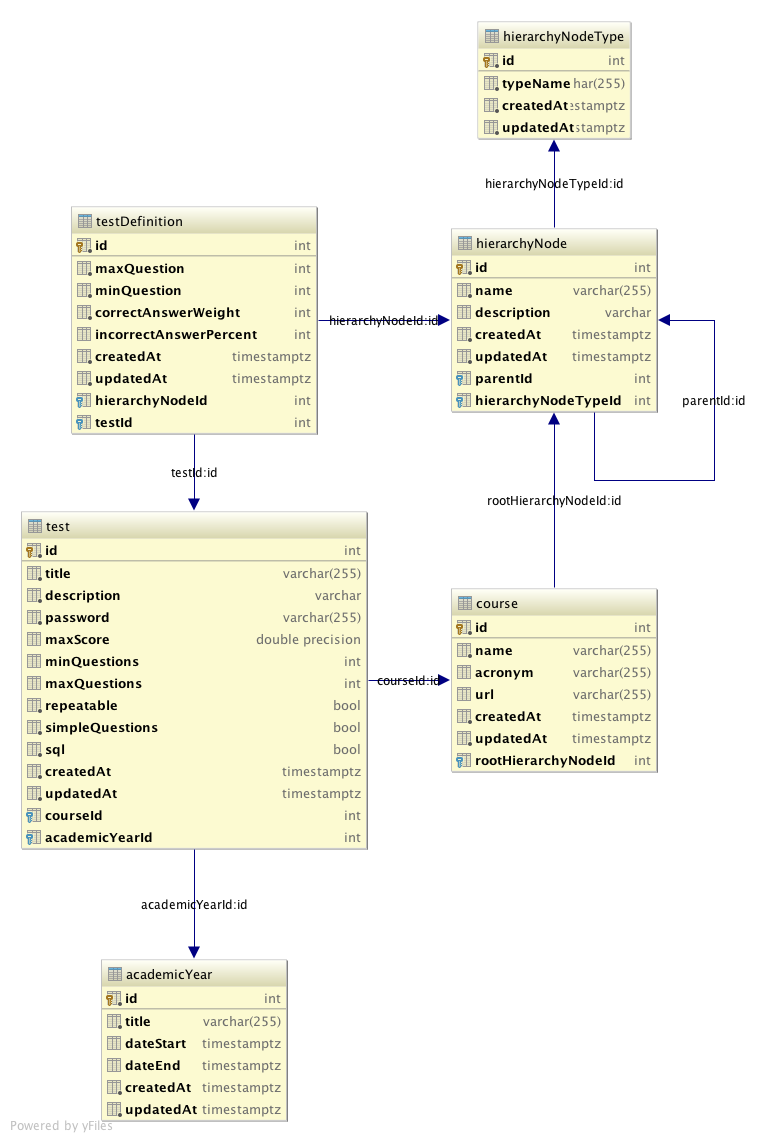 hierarchyNodeType
id int
typeName har(255)
createdAt estamptz
updatedAt stamptz
hierarchyNodeTypeId:id
testDefinition
id int
maxQuestion int
minQuestion int
correctAnswerWeight int
incorrectAnswerPercent int
createdAt timestamptz
updatedAt timestamptz
hierarchyNodeId int
testId int
hierarchyNodeId:id
hierarchyNode
id int
name varchar(255)
description varchar
createdAt timestamptz
updatedAt timestamptz
parentId int
hierarchyNodeTypeId int
parentId:id
testId:id
rootHierarchyNodeId:id
test
id int
title varchar(255)
description varchar
password varchar(255)
maxScore double precision
minQuestions int
maxQuestions int
repeatable bool
simpleQuestions bool
sql bool
createdAt timestamptz
updatedAt timestamptz
courseId int
academicYearId int
courseId:id
course
id int
name varchar(255)
acronym varchar(255)
url varchar(255)
createdAt timestamptz
updatedAt timestamptz
rootHierarchyNodeId int
academicYearId:id
academicYear
id int
title varchar(255)
dateStart timestamptz
dateEnd timestamptz
createdAt timestamptz
updatedAt timestamptz
Powered by yFiles